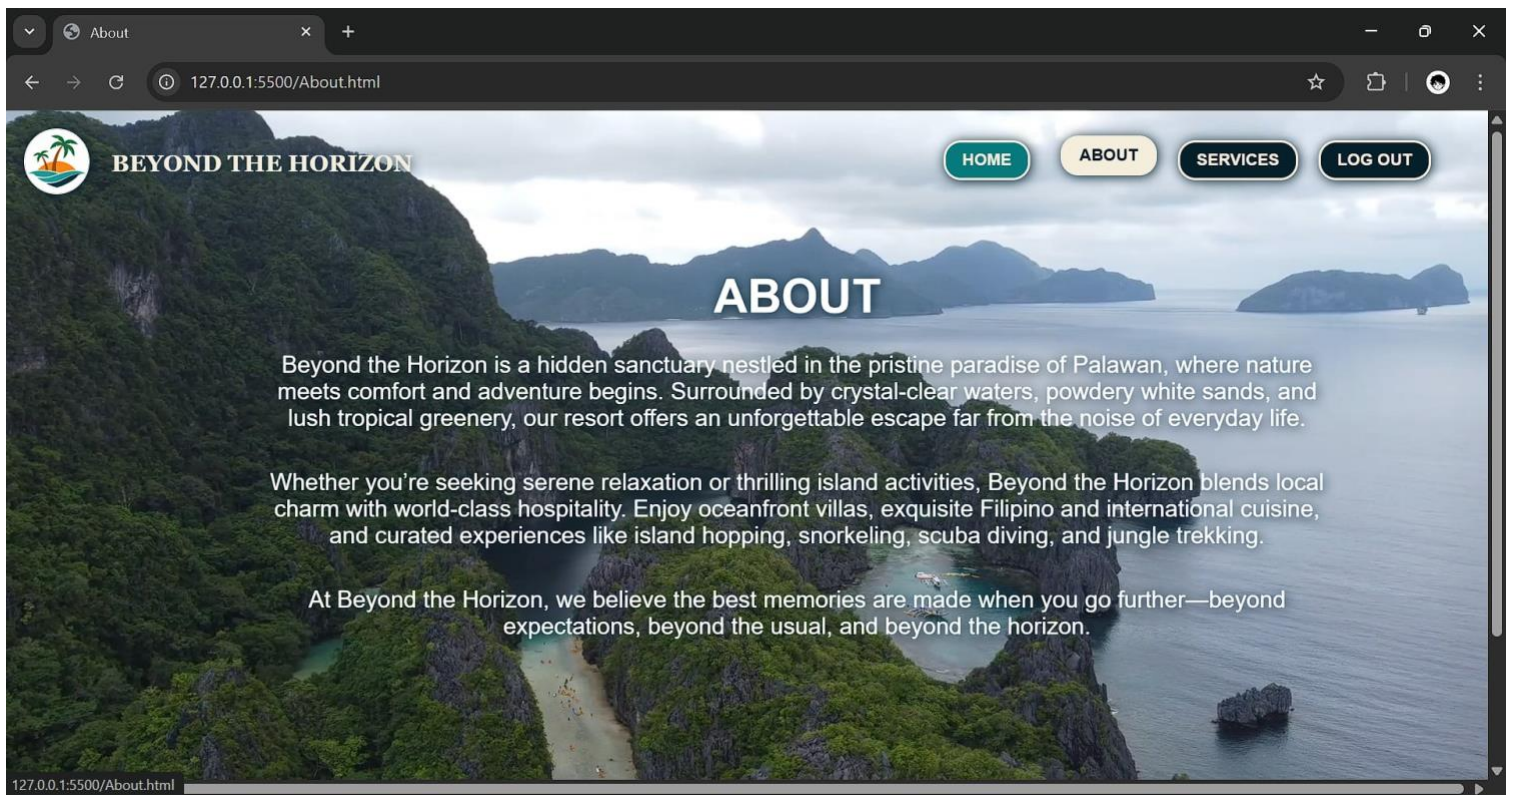 About
127.0.0.1:5500/About.html
BEYOND THE HORIZON
HOME
ABOUT
SERVICES
LOG OUT
ABOUT
Beyond the Horizon is a hidden sanctuary nestled in the pristine paradise of Palawan, where nature
meets comfort and adventure begins. Surrounded by crystal-clear waters, powdery white sands, and
lush tropical greenery, our resort offers an unforgettable escape far from the noise of everyday life.
Whether you’re seeking serene relaxation or thrilling island activities, Beyond the Horizon blends local
charm with world-class hospitality. Enjoy oceanfront villas, exquisite Filipino and international cuisine,
and curated experiences like island hopping, snorkeling, scuba diving, and jungle trekking.
At Beyond the Horizon, we believe the best memories are made when you go further—beyond
expectations, beyond the usual, and beyond the horizon.
127.0.0.1:5500/About.html